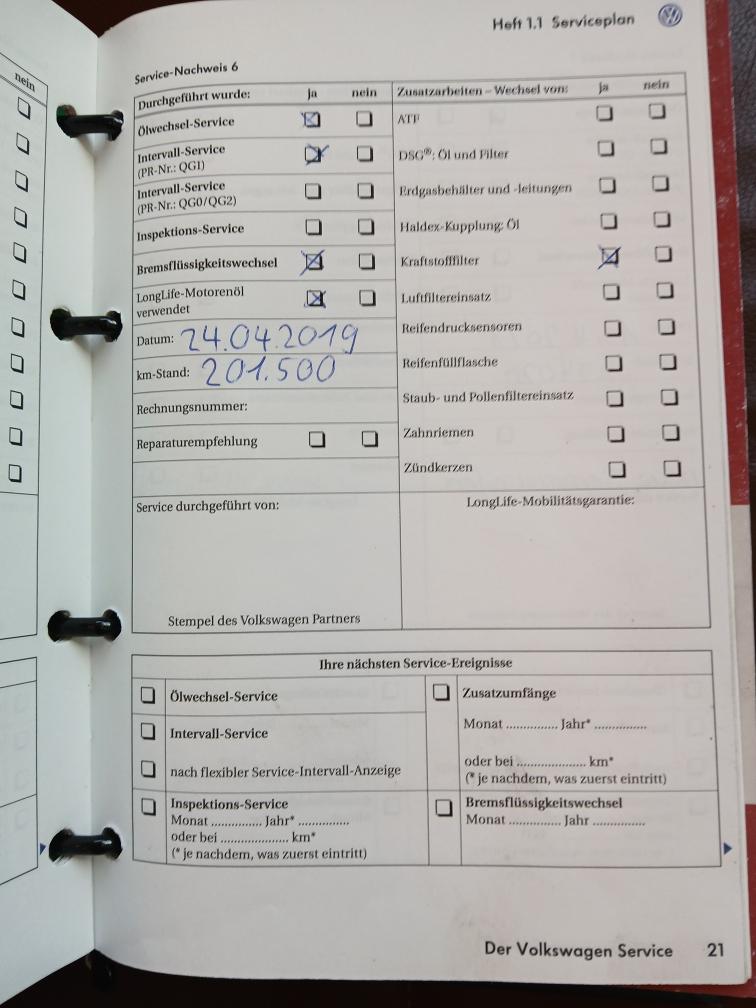 nein
Heft 1.1 Serviceplan
Service-Nachweis 6
Durchgeführt wurde: ja nein
Ölwechsel-Service
Intervall-Service
(PR-Nr.: QG1)
Intervall-Service
(PR-Nr.: QG0/QG2)
Inspektions-Service
Bremsflüssigkeitswechsel
LongLife-Motorenöl
verwendet
Datum: 24.04.2019
km-Stand: 201.500
Rechnungsnummer:
Reparaturempfehlung
Zusatzarbeiten – Wechsel von: ja nein
ATF
DSG®: Öl und Filter
Erdgasbehälter und -leitungen
Haldex-Kupplung: Öl
Kraftstofffilter
Luftfiltereinsatz
Reifendrucksensoren
Reifenfüllflasche
Staub- und Pollenfiltereinsatz
Zahnriemen
Zündkerzen
Service durchgeführt von:
Stempel des Volkswagen Partners
LongLife-Mobilitätsgarantie:
Ihre nächsten Service-Ereignisse
Ölwechsel-Service
Intervall-Service
nach flexibler Service-Intervall-Anzeige
Inspektions-Service
Monat ............... Jahr* ...............
oder bei .................... km*
(* je nachdem, was zuerst eintritt)
Zusatzumfänge
Monat ............... Jahr* ...............
oder bei .................... km*
(* je nachdem, was zuerst eintritt)
Bremsflüssigkeitswechsel
Monat ............... Jahr ...............
Der Volkswagen Service 21